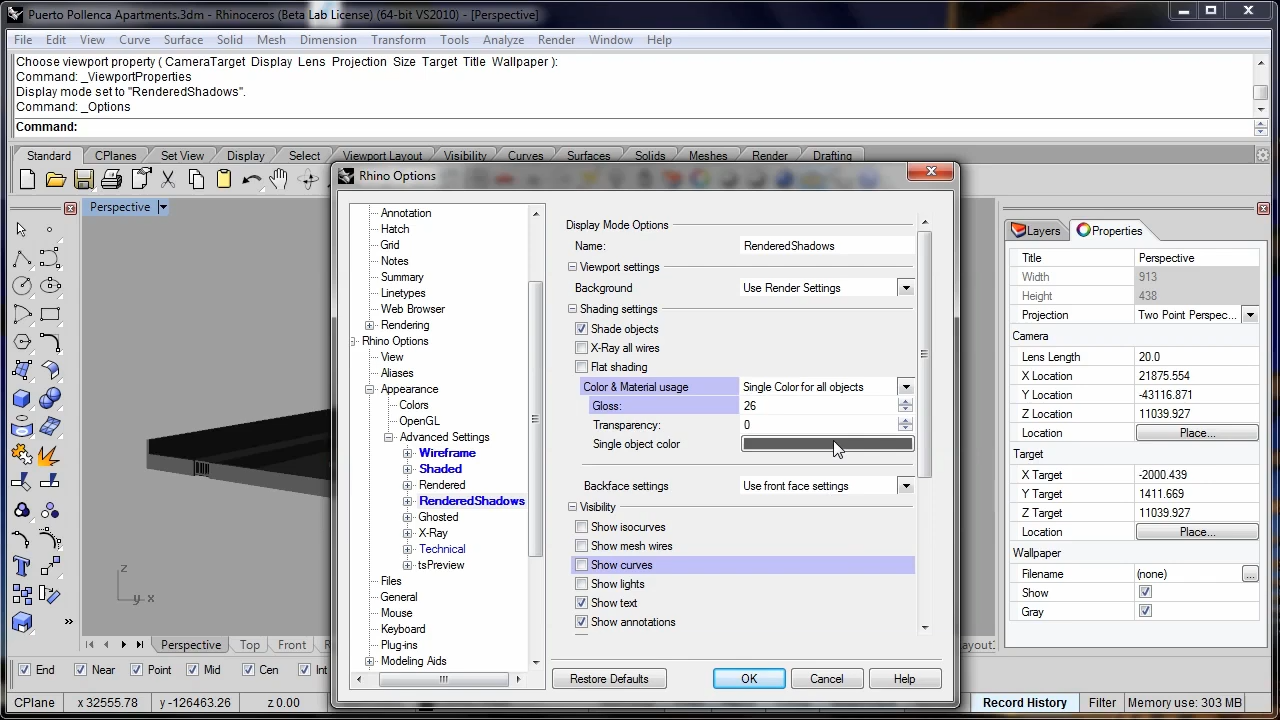 Puerto Pollenca Apartments.3dm - Rhinoceros (Beta Lab License) (64-bit VS2010) - [Perspective]
File Edit View Curve Surface Solid Mesh Dimension Transform Tools Analyze Render Window Help
Choose viewport property ( CameraTarget Display Lens Projection Size Target Title Wallpaper ):
Command: _ViewportProperties
Display mode set to "RenderedShadows".
Command: _Options
Command:
Standard CPlanes Set View Display Select Viewport Layout Visibility Curves Surfaces Solids Meshes Render Drafting
Perspective
Rhino Options
Annotation
Hatch
Grid
Notes
Summary
Linetypes
Web Browser
Rendering
Rhino Options
View
Aliases
Appearance
Colors
OpenGL
Advanced Settings
Wireframe
Shaded
Rendered
RenderedShadows
Ghosted
X-Ray
Technical
tsPreview
Files
General
Mouse
Keyboard
Plug-ins
Modeling Aids
Display Mode Options
Name: RenderedShadows
Viewport settings
Background Use Render Settings
Shading settings
Shade objects
X-Ray all wires
Flat shading
Color & Material usage Single Color for all objects
Gloss: 26
Transparency: 0
Single object color
Backface settings Use front face settings
Visibility
Show isocurves
Show mesh wires
Show curves
Show lights
Show text
Show annotations
Restore Defaults OK Cancel Help
Layers Properties
Title Perspective
Width 913
Height 438
Projection Two Point Perspec...
Camera
Lens Length 20.0
X Location 21875.554
Y Location -43116.871
Z Location 11039.927
Location Place...
Target
X Target -2000.439
Y Target 1411.669
Z Target 11039.927
Location Place...
Wallpaper
Filename (none) ...
Show
Gray
z
y x
Perspective Top Front
End Near Point Mid Cen Int
CPlane x 32555.78 y -126463.26 z 0.00
Record History Filter Memory use: 303 MB